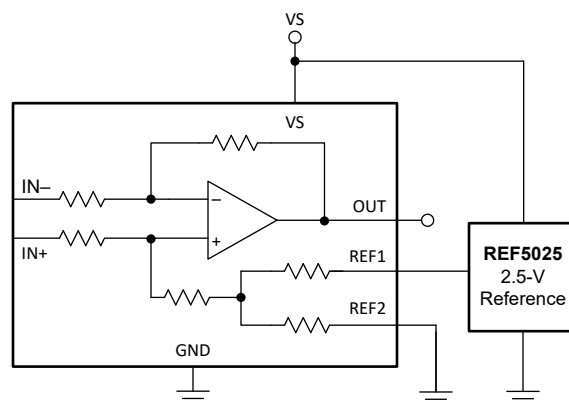 VS
VS
IN–
−
OUT
IN+
+
REF1
REF5025
2.5-V
Reference
REF2
GND